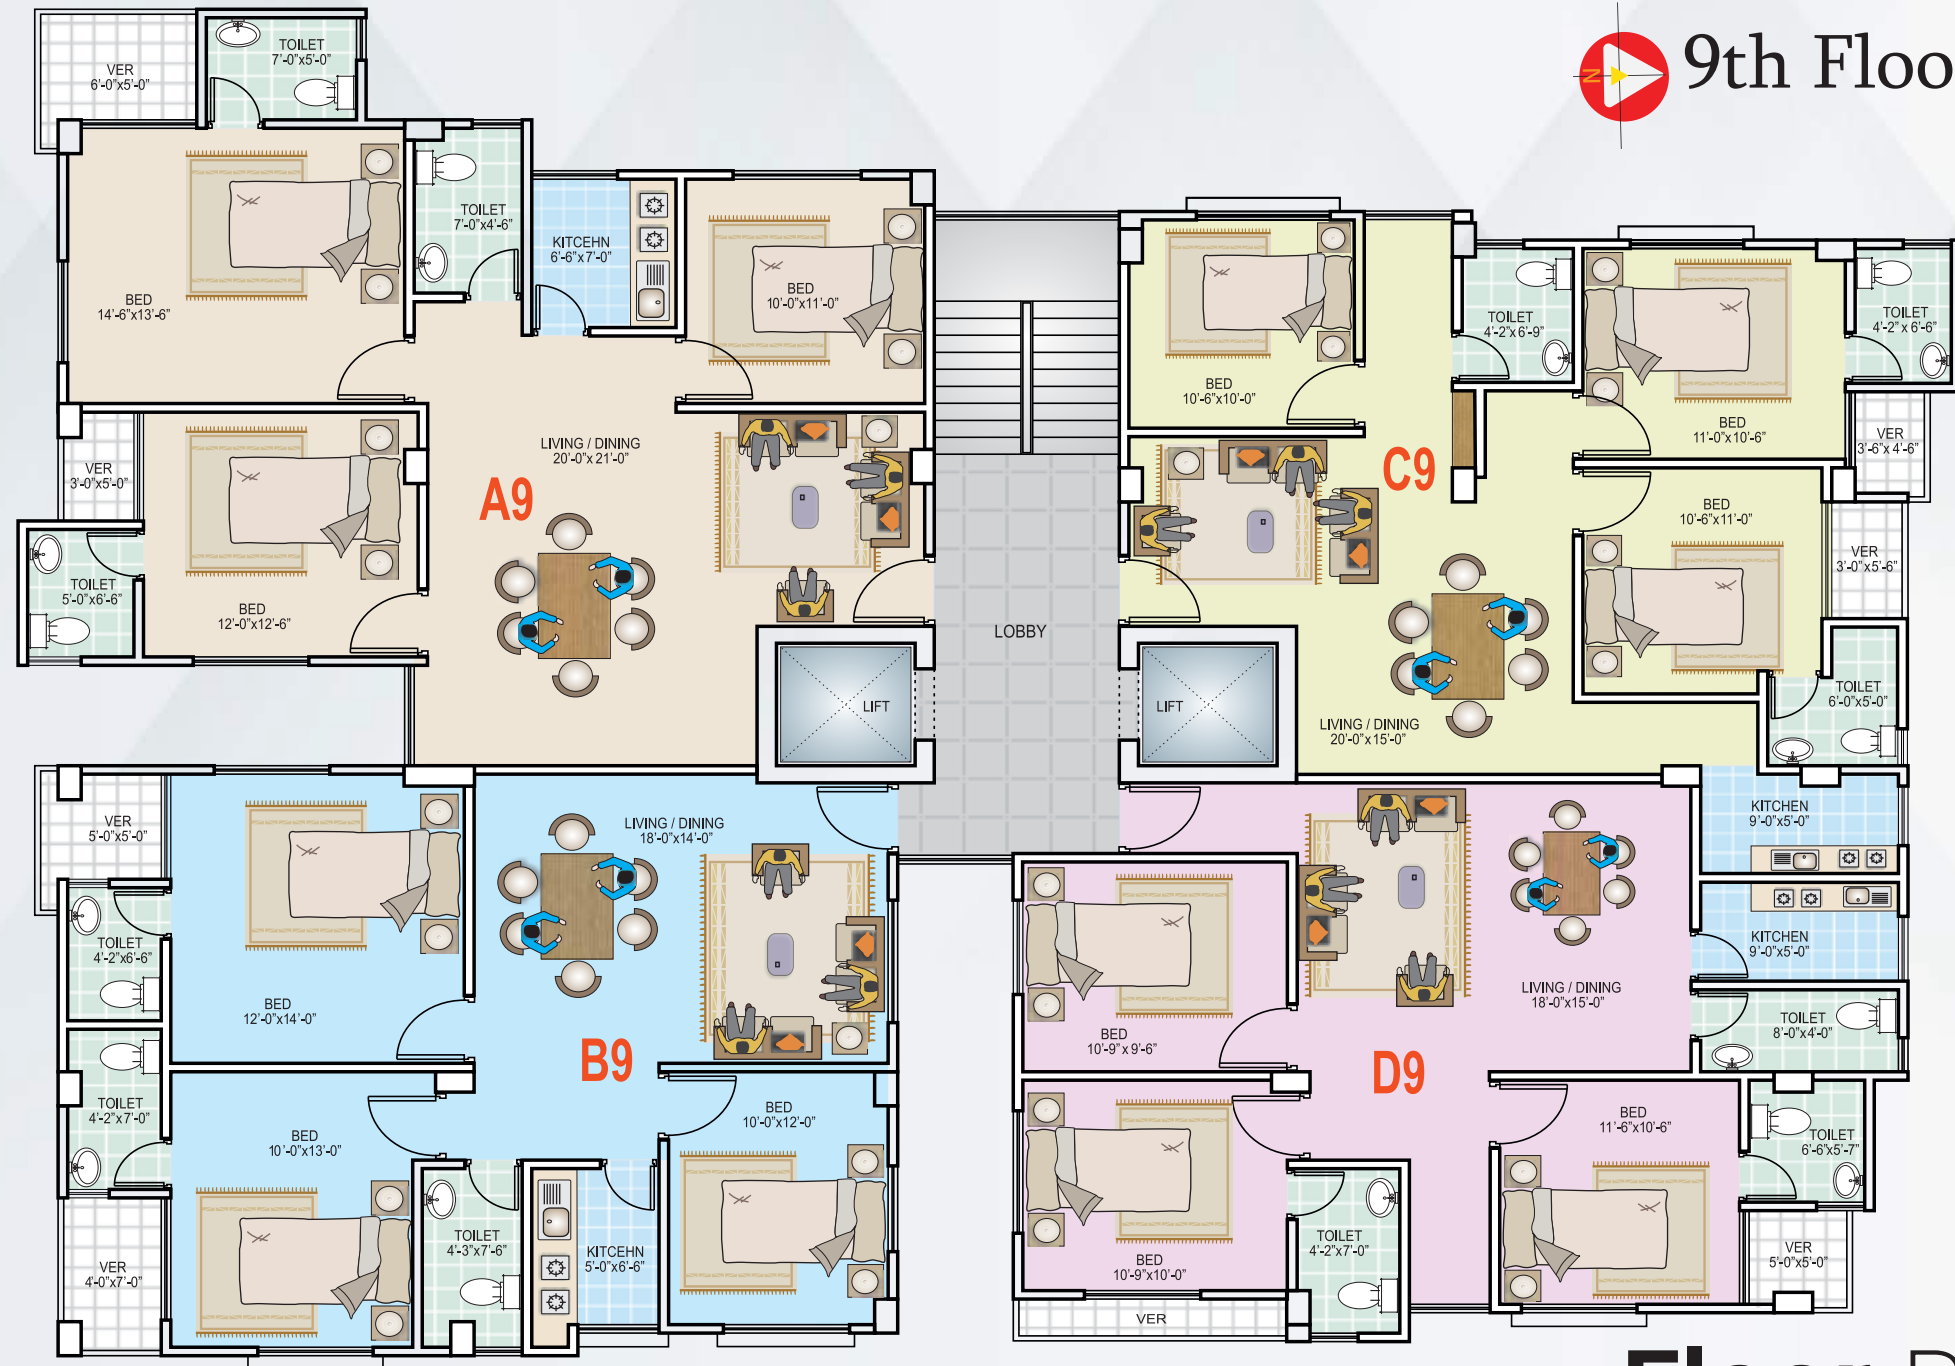 N
9th Floo
VER
6'-0"x5'-0"
TOILET
7'-0"x5'-0"
TOILET
7'-0"x4'-6"
KITCEHN
6'-6"x7'-0"
BED
10'-0"x11'-0"
BED
14'-6"x13'-6"
LIVING / DINING
20'-0"x 21'-0"
A9
VER
3'-0"x5'-0"
TOILET
5'-0"x6'-6"
BED
12'-0"x12'-6"
LIFT
LOBBY
LIFT
BED
10'-6"x10'-0"
TOILET
4'-2"x6'-9"
BED
11'-0"x10'-6"
TOILET
4'-2" x 6'-6"
VER
3'-6"x 4'-6"
C9
BED
10'-6"x11'-0"
VER
3'-0"x5'-6"
TOILET
6'-0"x5'-0"
LIVING / DINING
20'-0"x15'-0"
KITCHEN
9'-0"x5'-0"
VER
5'-0"x5'-0"
LIVING / DINING
18'-0"x14'-0"
TOILET
4'-2"x6'-6"
BED
12'-0"x14'-0"
B9
TOILET
4'-2"x7'-0"
BED
10'-0"x13'-0"
BED
10'-0"x12'-0"
VER
4'-0"x7'-0"
TOILET
4'-3"x7'-6"
KITCEHN
5'-0"x6'-6"
KITCHEN
9'-0"x5'-0"
LIVING / DINING
18'-0"x15'-0"
TOILET
8'-0"x4'-0"
BED
10'-9"x 9'-6"
D9
BED
11'-6"x10'-6"
TOILET
6'-6"x5'-7"
BED
10'-9"x10'-0"
TOILET
4'-2"x7'-0"
VER
5'-0"x5'-0"
VER